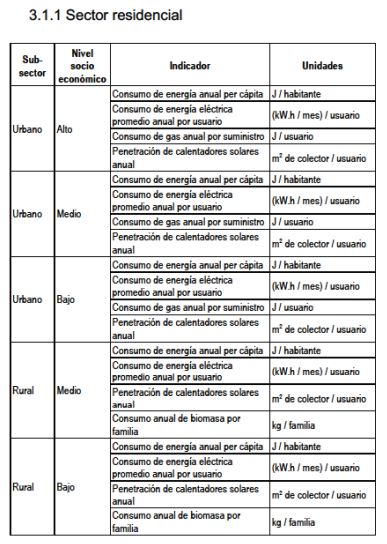 3.1.1 Sector residencial
Sub-
sector
Nivel
socio
económico
Indicador
Unidades
Urbano
Alto
Consumo de energía anual per cápita
J / habitante
Consumo de energía eléctrica
promedio anual por usuario
(kW.h / mes) / usuario
Consumo de gas anual por suministro
J / usuario
Penetración de calentadores solares
anual
m² de colector / usuario
Urbano
Medio
Consumo de energía anual per cápita
J / habitante
Consumo de energía eléctrica
promedio anual por usuario
(kW.h / mes) / usuario
Consumo de gas anual por suministro
J / usuario
Penetración de calentadores solares
anual
m² de colector / usuario
Urbano
Bajo
Consumo de energía anual per cápita
J / habitante
Consumo de energía eléctrica
promedio anual por usuario
(kW.h / mes) / usuario
Consumo de gas anual por suministro
J / usuario
Penetración de calentadores solares
anual
m² de colector / usuario
Rural
Medio
Consumo de energía anual per cápita
J / habitante
Consumo de energía eléctrica
promedio anual por usuario
(kW.h / mes) / usuario
Penetración de calentadores solares
anual
m² de colector / usuario
Consumo anual de biomasa por
familia
kg / familia
Rural
Bajo
Consumo de energía anual per cápita
J / habitante
Consumo de energía eléctrica
promedio anual por usuario
(kW.h / mes) / usuario
Penetración de calentadores solares
anual
m² de colector / usuario
Consumo anual de biomasa por
familia
kg / familia